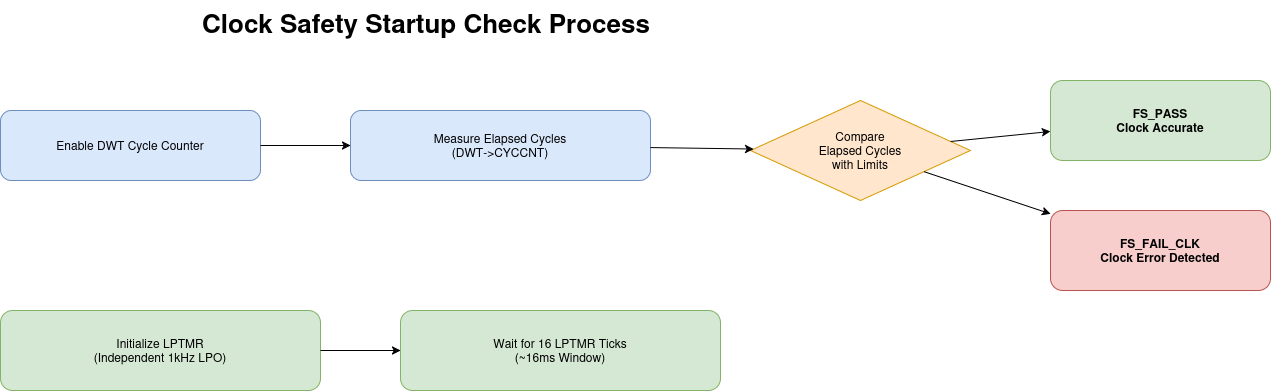 Clock Safety Startup Check Process
Enable DWT Cycle Counter
Measure Elapsed Cycles
(DWT->CYCCNT)
Compare
Elapsed Cycles
with Limits
FS_PASS
Clock Accurate
FS_FAIL_CLK
Clock Error Detected
Initialize LPTMR
(Independent 1kHz LPO)
Wait for 16 LPTMR Ticks
(~16ms Window)